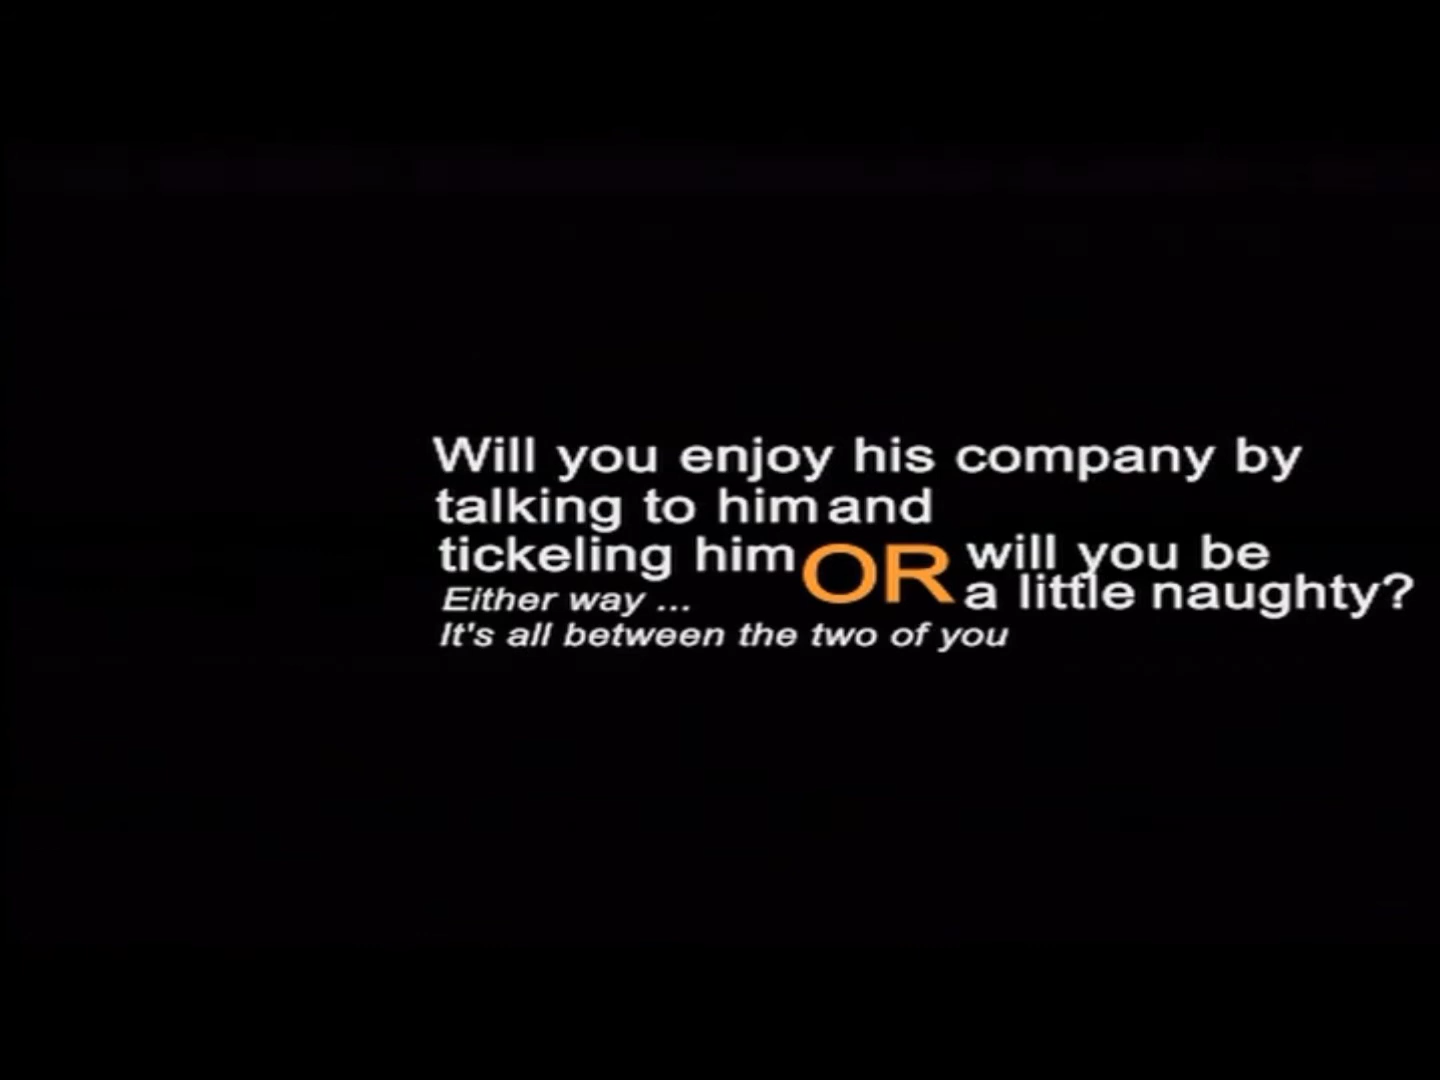 Will you enjoy his company by
talking to him and
tickeling him OR will you be
a little naughty?
Either way ...
It's all between the two of you